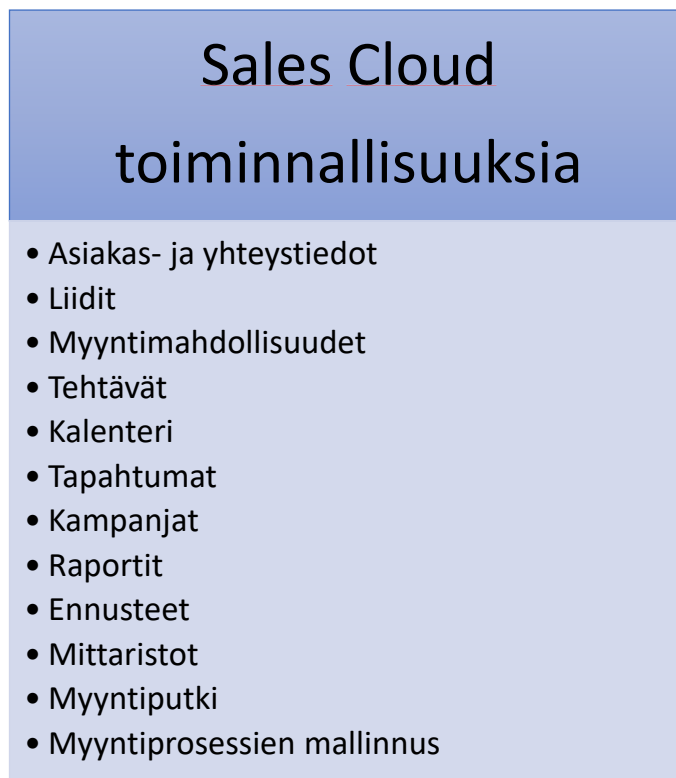 Sales Cloud
toiminnallisuuksia
• Asiakas- ja yhteystiedot
• Liidit
• Myyntimahdollisuudet
• Tehtävät
• Kalenteri
• Tapahtumat
• Kampanjat
• Raportit
• Ennusteet
• Mittaristot
• Myyntiputki
• Myyntiprosessien mallinnus